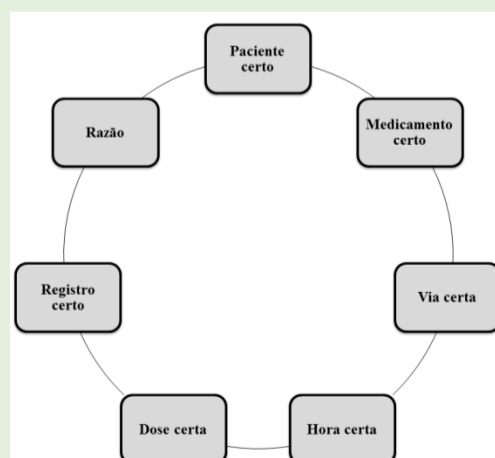 Paciente
certo
Medicamento
certo
Via certa
Hora certa
Dose certa
Registro
certo
Razão